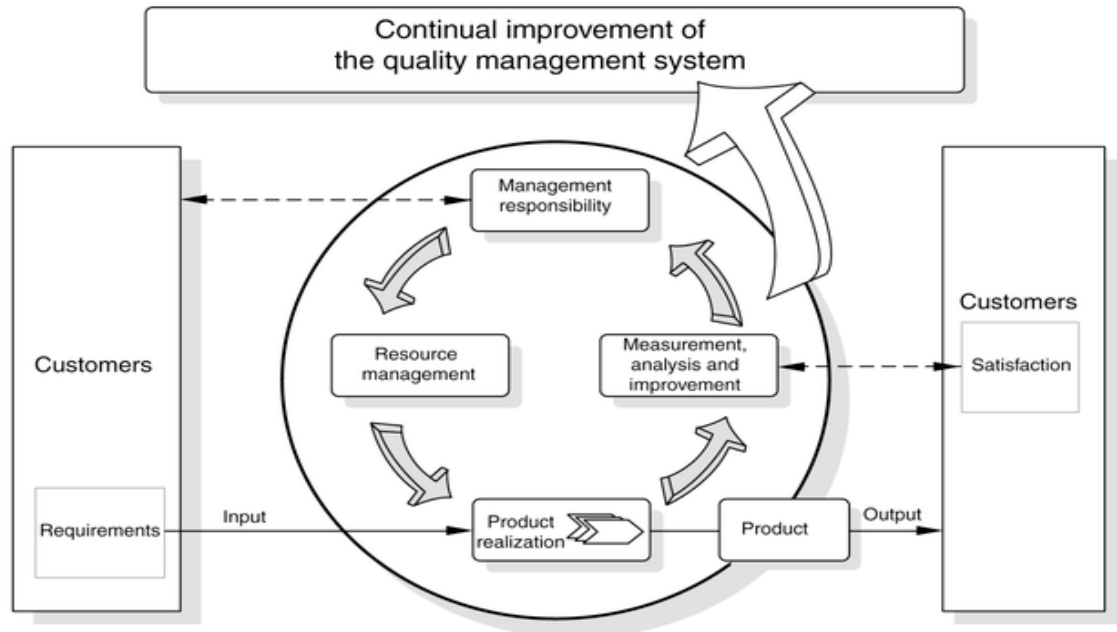 Continual improvement of
the quality management system
Management
responsibility
Customers
Resource
management
Measurement,
analysis and
improvement
Customers
Satisfaction
Requirements
Input
Product
realization
Product
Output